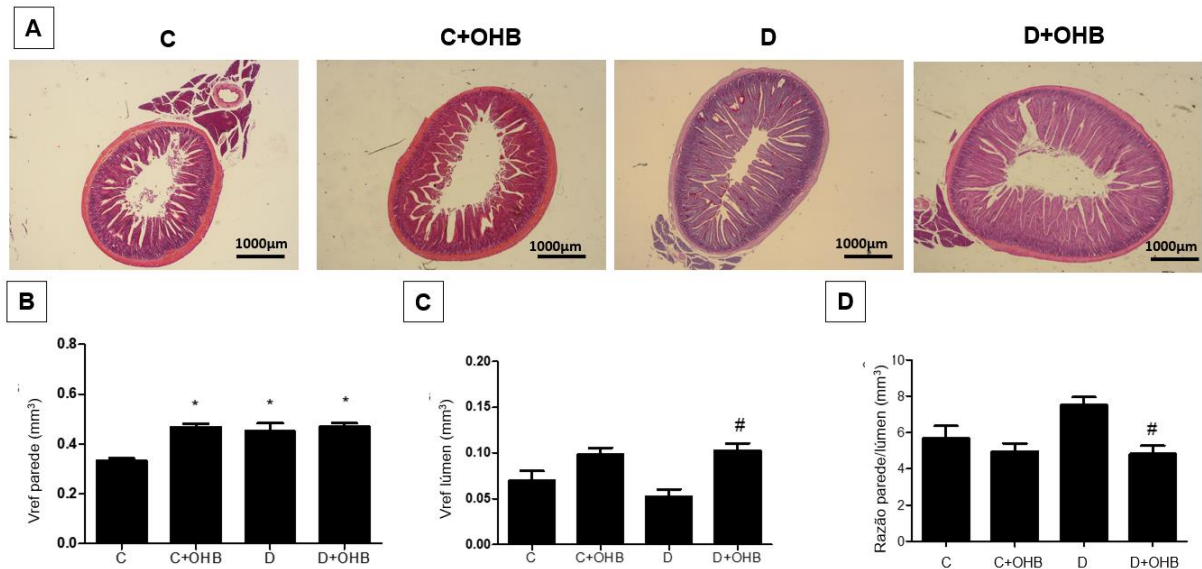 A
C
C+OHB
D
D+OHB
1000µm
1000µm
1000µm
1000µm
B
Vref parede (mm³)
0.8
0.6
0.4
0.2
0.0
*
*
*
C
C+OHB
D
D+OHB
C
Vref lúmen (mm³)
0.20
0.15
0.10
0.05
0.00
#
C
C+OHB
D
D+OHB
D
Razão parede/lúmen (mm³)
10
8
6
4
2
0
#
C
C+OHB
D
D+OHB